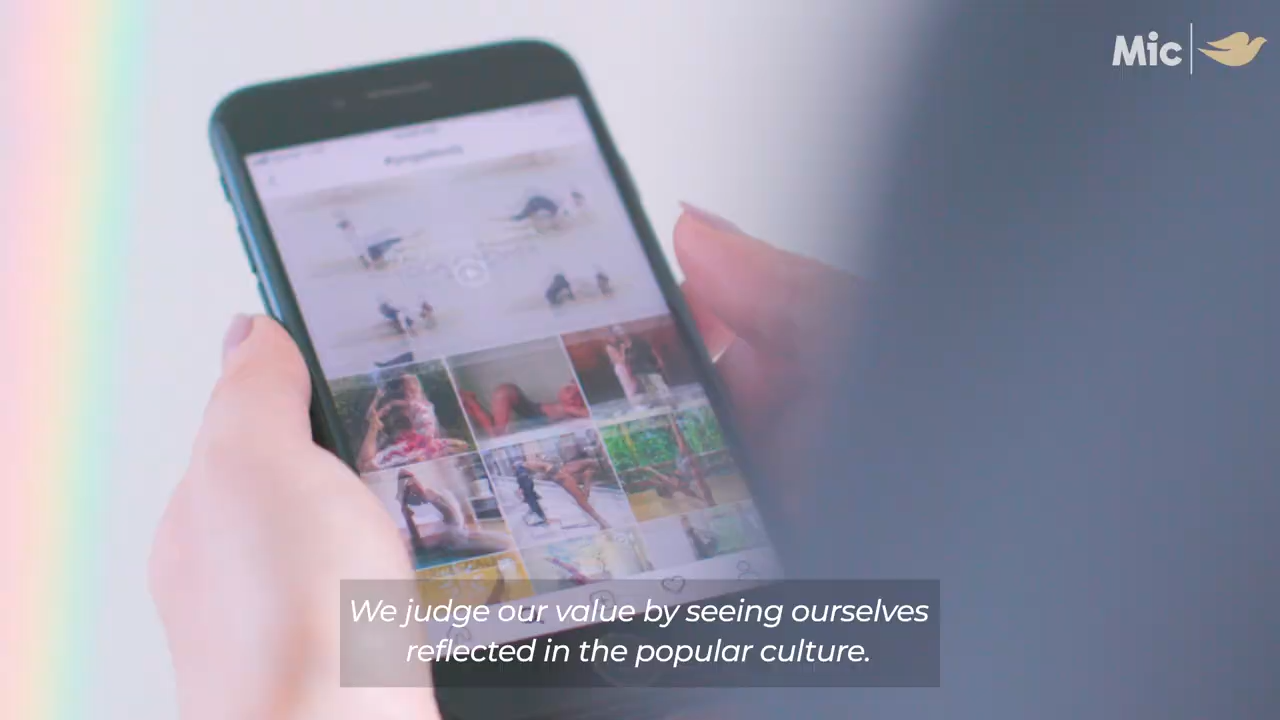 Mic
We judge our value by seeing ourselves
reflected in the popular culture.